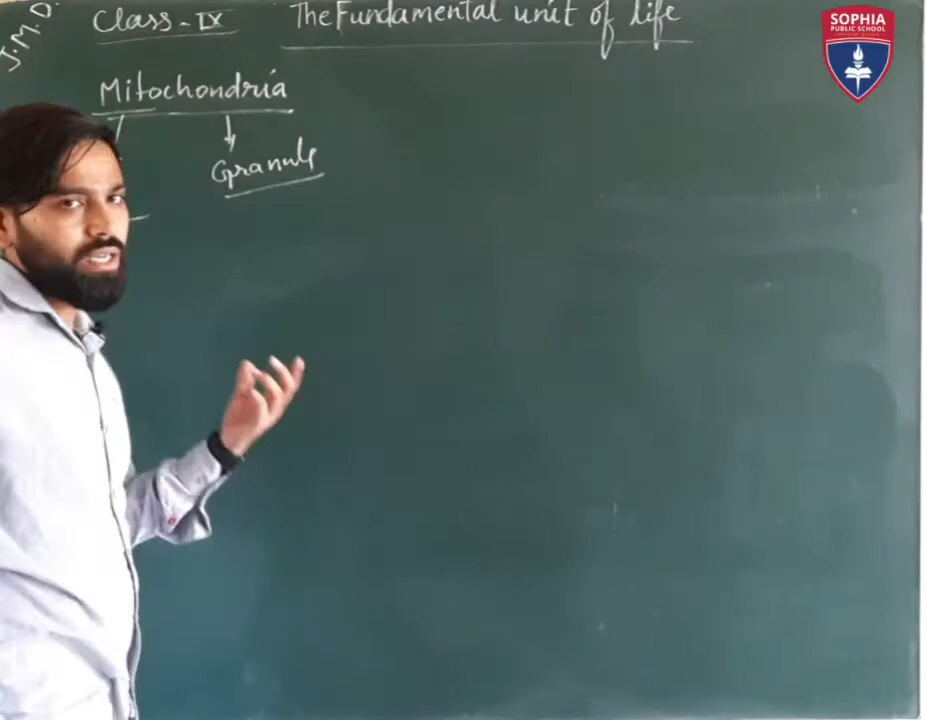 J.M.D.
Class-IX
The Fundamental unit of life
SOPHIA
PUBLIC SCHOOL
Mitochondria
Granule